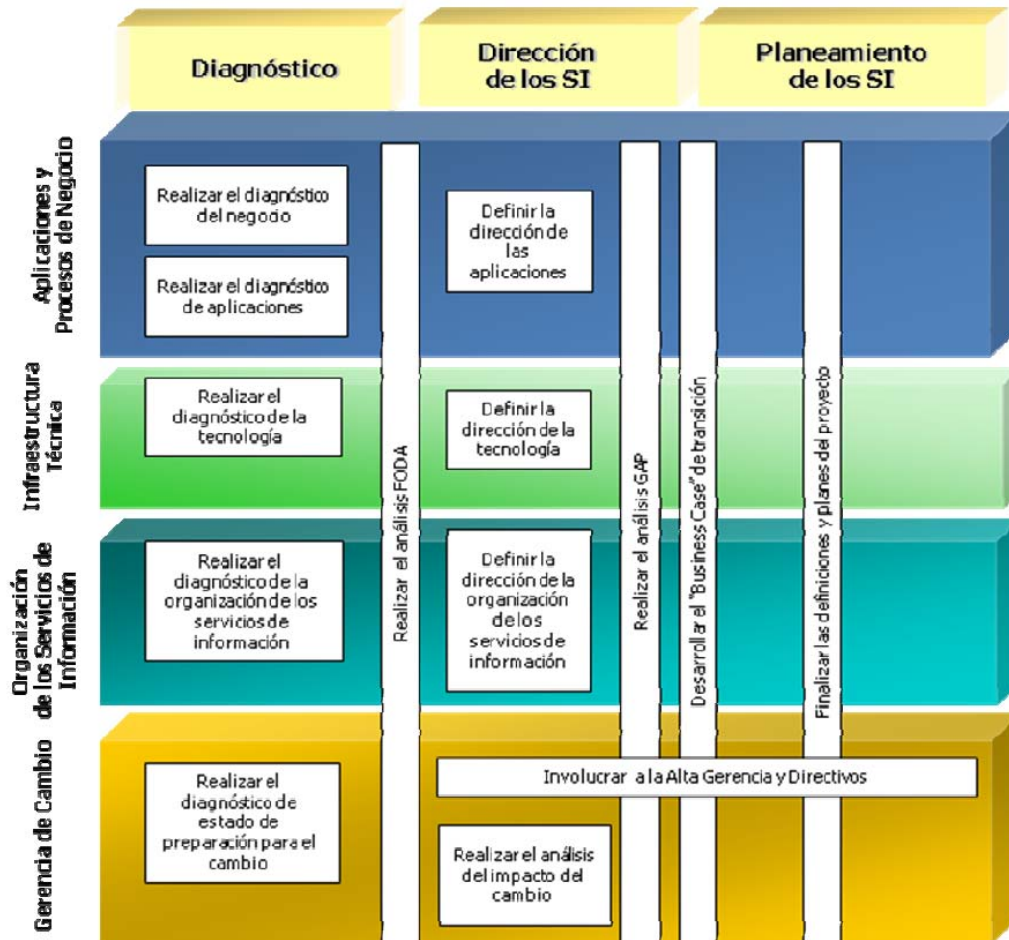 Diagnóstico
Dirección
de los SI
Planeamiento
de los SI
Aplicaciones y
Procesos de Negocio
Realizar el diagnóstico
del negocio
Realizar el diagnóstico
de aplicaciones
Definir la
dirección de
las
aplicaciones
Infraestructura
Técnica
Realizar el
diagnóstico de la
tecnología
Definir la
dirección de la
tecnología
Organización
de los Servicios de
Información
Realizar el
diagnóstico de la
organización de los
servicios de
información
Definir la
dirección de la
organización
de los
servicios de
información
Gerencia de Cambio
Realizar el
diagnóstico de
estado de
preparación para el
cambio
Involucrar a la Alta Gerencia y Directivos
Realizar el análisis
del impacto del
cambio
Realizar el análisis FODA
Realizar el análisis GAP
Desarrollar el "Business Case" de transición
Finalizar las definiciones y planes del proyecto